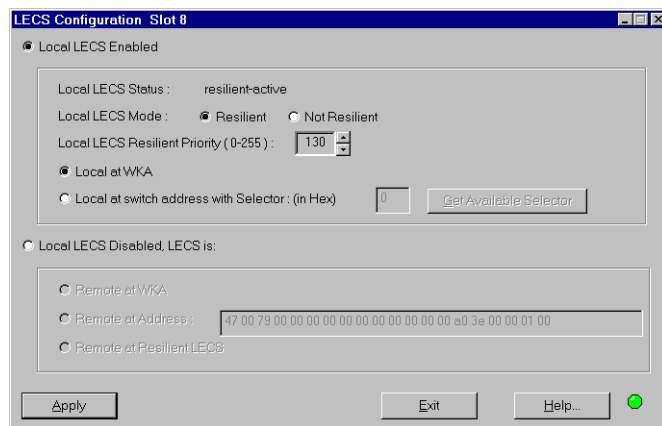 LECS Configuration Slot 8
Local LECS Enabled
Local LECS Status : resilient-active
Local LECS Mode : Resilient Not Resilient
Local LECS Resilient Priority ( 0-255 ) : 130
Local at WKA
Local at switch address with Selector : (in Hex) 0 Get Available Selector
Local LECS Disabled, LECS is:
Remote at WKA
Remote at Address : 47 00 79 00 00 00 00 00 00 00 00 00 00 a0 3e 00 00 01 00
Remote at Resilient LECS
Apply Exit Help...